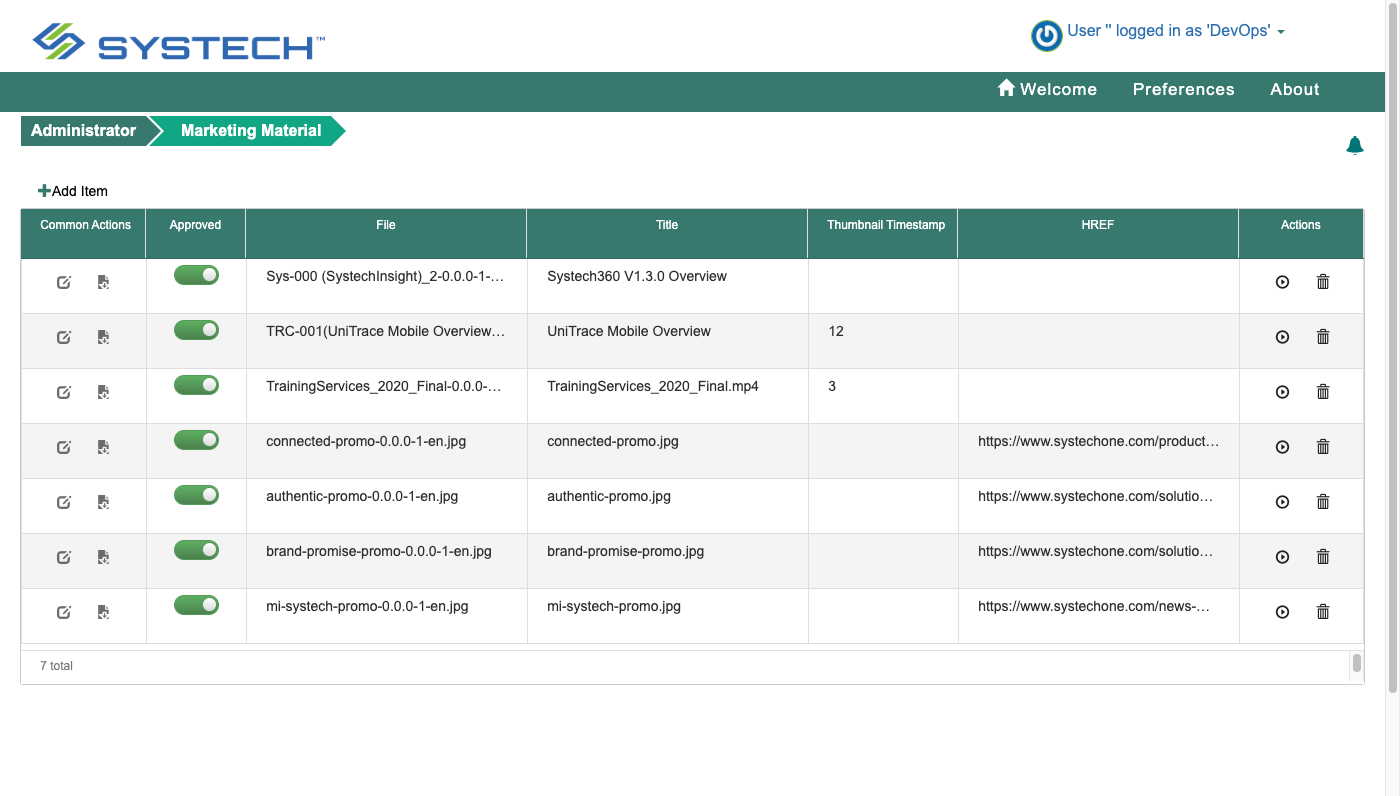 SYSTECH™
User '' logged in as 'DevOps'
Welcome Preferences About
Administrator Marketing Material
Add Item
Common Actions Approved File Title Thumbnail Timestamp HREF Actions
Sys-000 (SystechInsight)_2-0.0.0-1-… Systech360 V1.3.0 Overview
TRC-001(UniTrace Mobile Overview… UniTrace Mobile Overview 12
TrainingServices_2020_Final-0.0.0-… TrainingServices_2020_Final.mp4 3
connected-promo-0.0.0-1-en.jpg connected-promo.jpg https://www.systechone.com/product…
authentic-promo-0.0.0-1-en.jpg authentic-promo.jpg https://www.systechone.com/solutio…
brand-promise-promo-0.0.0-1-en.jpg brand-promise-promo.jpg https://www.systechone.com/solutio…
mi-systech-promo-0.0.0-1-en.jpg mi-systech-promo.jpg https://www.systechone.com/news-…
7 total